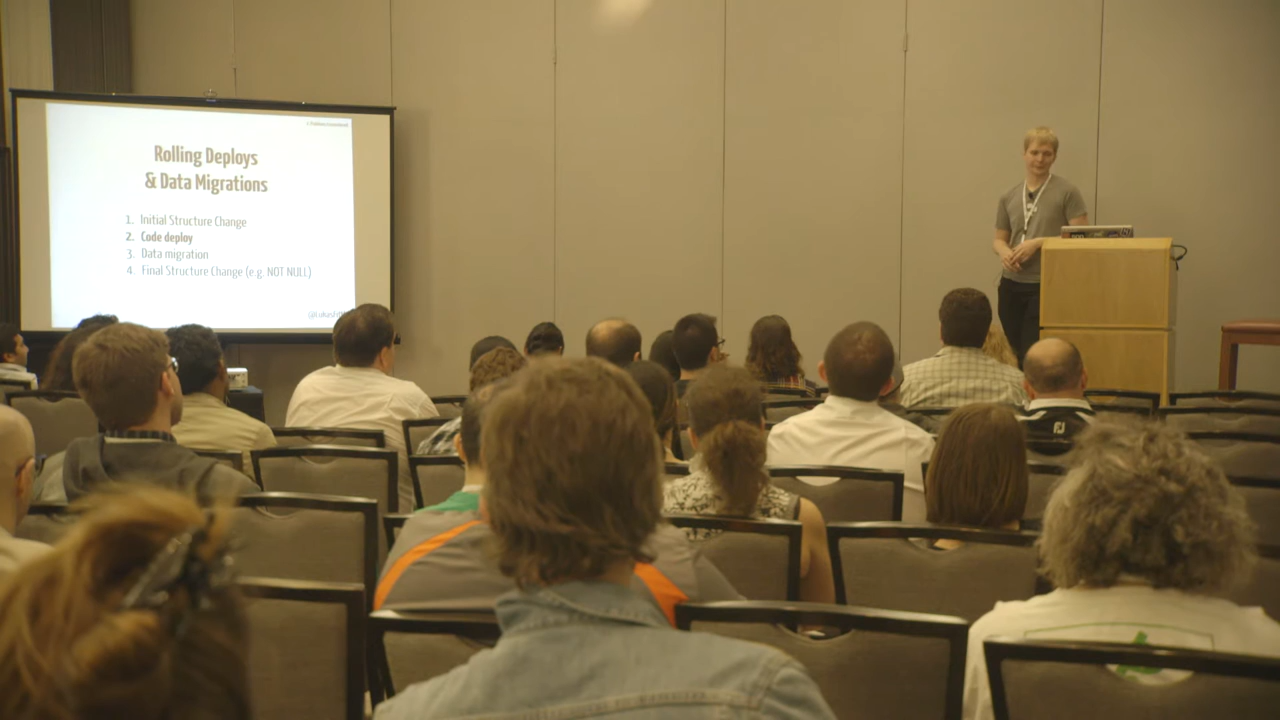 Rolling Deploys
& Data Migrations
1. Initial Structure Change
2. Code deploy
3. Data migration
4. Final Structure Change (e.g. NOT NULL)
FJ